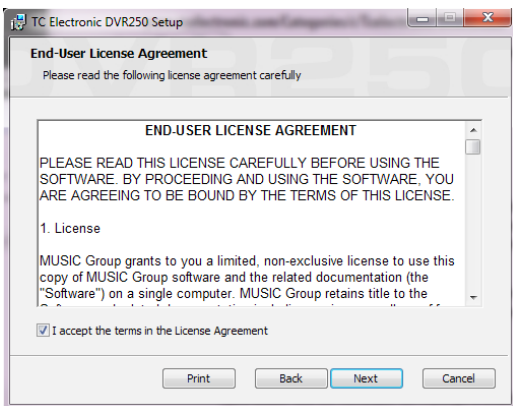 TC Electronic DVR250 Setup
End-User License Agreement
Please read the following license agreement carefully
END-USER LICENSE AGREEMENT
PLEASE READ THIS LICENSE CAREFULLY BEFORE USING THE
SOFTWARE. BY PROCEEDING AND USING THE SOFTWARE, YOU
ARE AGREEING TO BE BOUND BY THE TERMS OF THIS LICENSE.
1. License
MUSIC Group grants to you a limited, non-exclusive license to use this
copy of MUSIC Group software and the related documentation (the
"Software") on a single computer. MUSIC Group retains title to the
I accept the terms in the License Agreement
Print Back Next Cancel